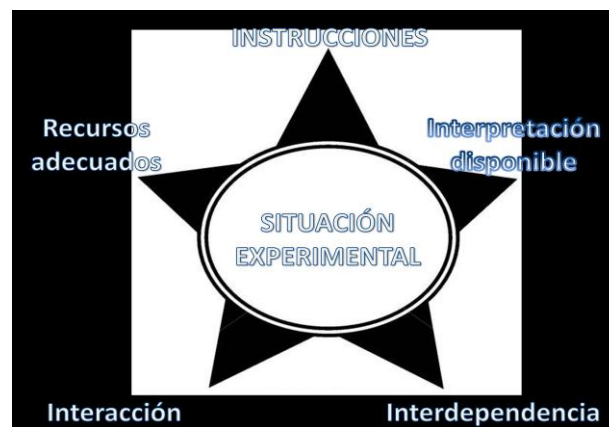 INSTRUCCIONES
Recursos
adecuados
Interpretación
disponible
SITUACIÓN
EXPERIMENTAL
Interacción
Interdependencia